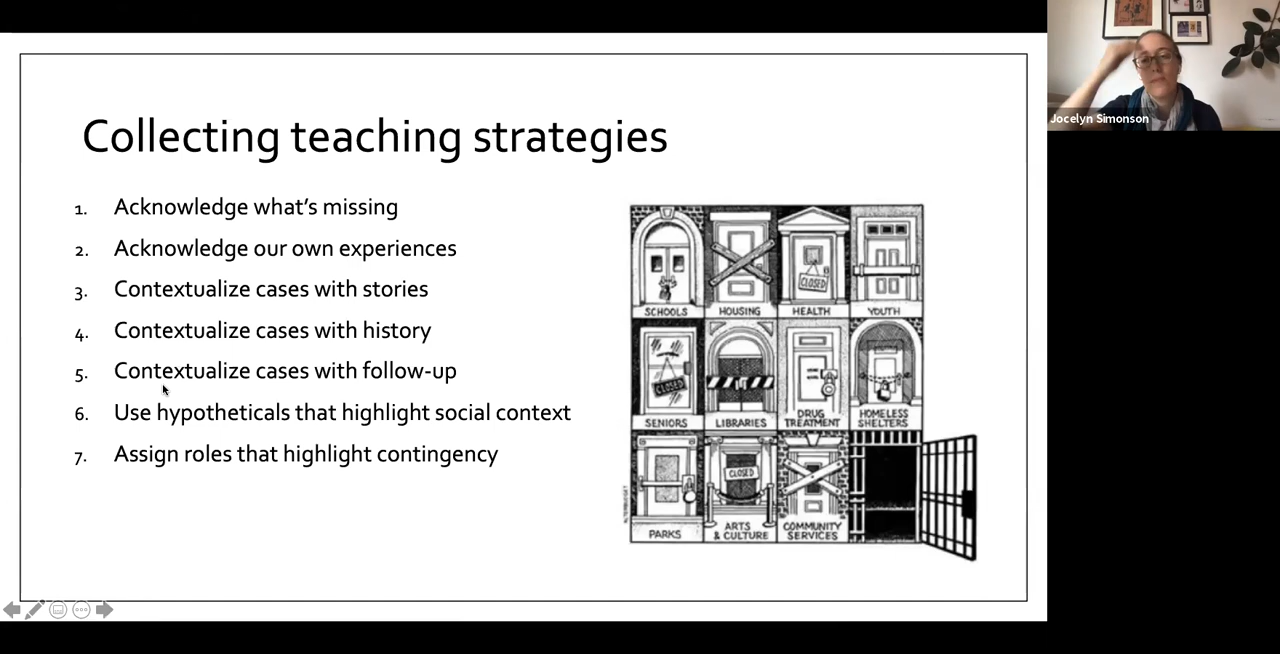 Collecting teaching strategies
1. Acknowledge what's missing
2. Acknowledge our own experiences
3. Contextualize cases with stories
4. Contextualize cases with history
5. Contextualize cases with follow-up
6. Use hypotheticals that highlight social context
7. Assign roles that highlight contingency
SCHOOLS
HOUSING
CLOSED
HEALTH
YOUTH
CLOSED
SENIORS
LIBRARIES
DRUG
TREATMENT
HOMELESS
SHELTERS
PARKS
CLOSED
ARTS
& CULTURE
COMMUNITY
SERVICES
Jocelyn Simonson